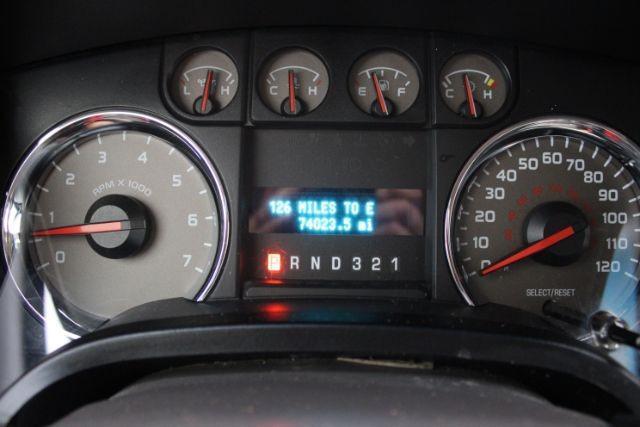 L H
C H
E F
C H
0 1 2 3 4 5 6 7
RPM X 1000
126 MILES TO E
74023.5 mi
P R N D 3 2 1
0 10 20 30 40 50 60 70 80 90 100 110 120
SELECT/RESET